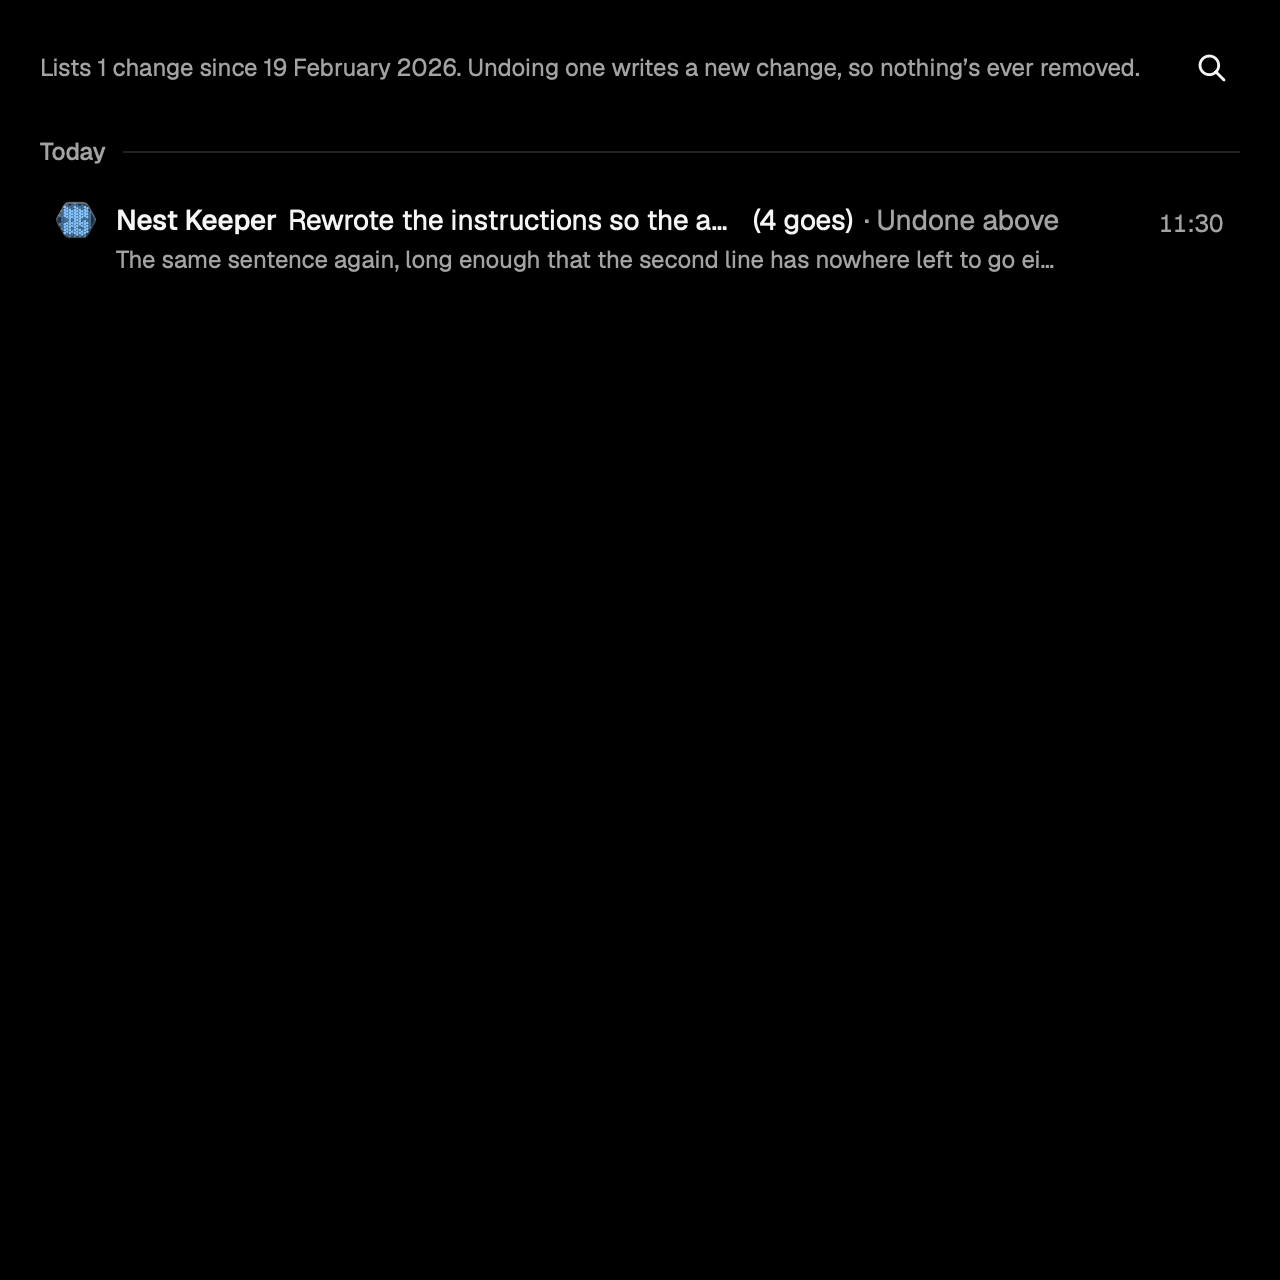 Lists 1 change since 19 February 2026. Undoing one writes a new change, so nothing’s ever removed.
Today
Nest Keeper Rewrote the instructions so the a… (4 goes) · Undone above 11:30
The same sentence again, long enough that the second line has nowhere left to go ei…